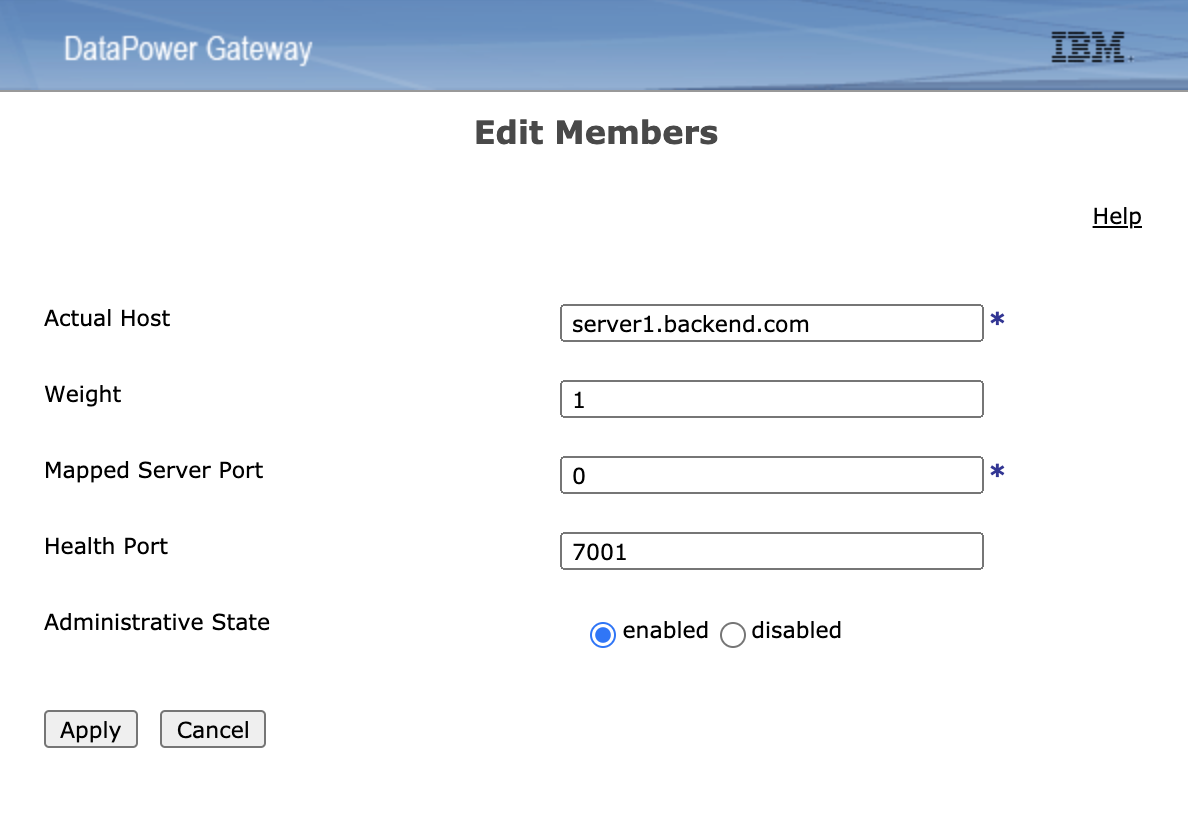 DataPower Gateway
IBM
Edit Members
Help
Actual Host
server1.backend.com *
Weight
1
Mapped Server Port
0 *
Health Port
7001
Administrative State
enabled disabled
Apply Cancel